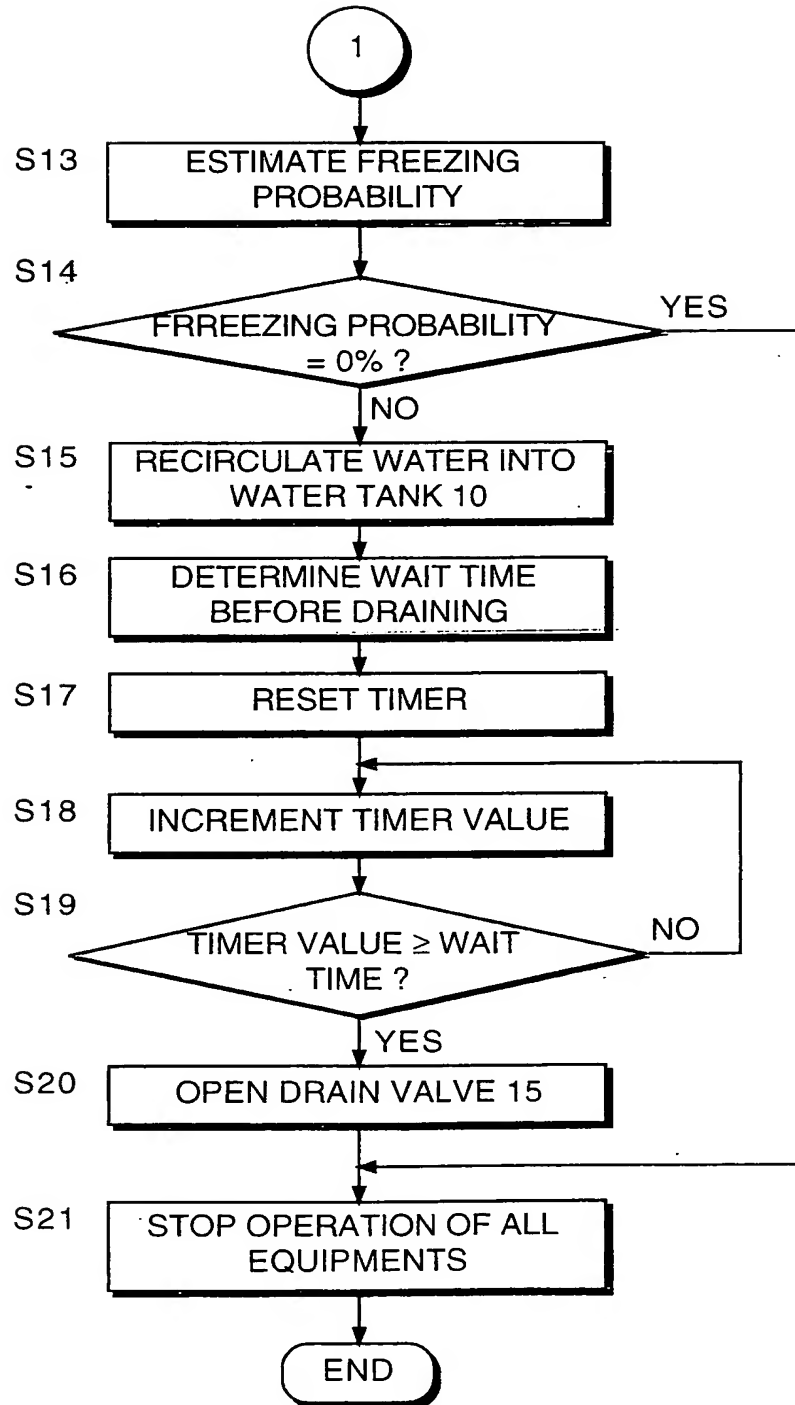 1
S13
ESTIMATE FREEZING
PROBABILITY
S14
FRREEZING PROBABILITY
= 0% ?
YES
NO
S15
RECIRCULATE WATER INTO
WATER TANK 10
S16
DETERMINE WAIT TIME
BEFORE DRAINING
S17
RESET TIMER
S18
INCREMENT TIMER VALUE
S19
TIMER VALUE ≥ WAIT
TIME ?
NO
YES
S20
OPEN DRAIN VALVE 15
S21
STOP OPERATION OF ALL
EQUIPMENTS
END